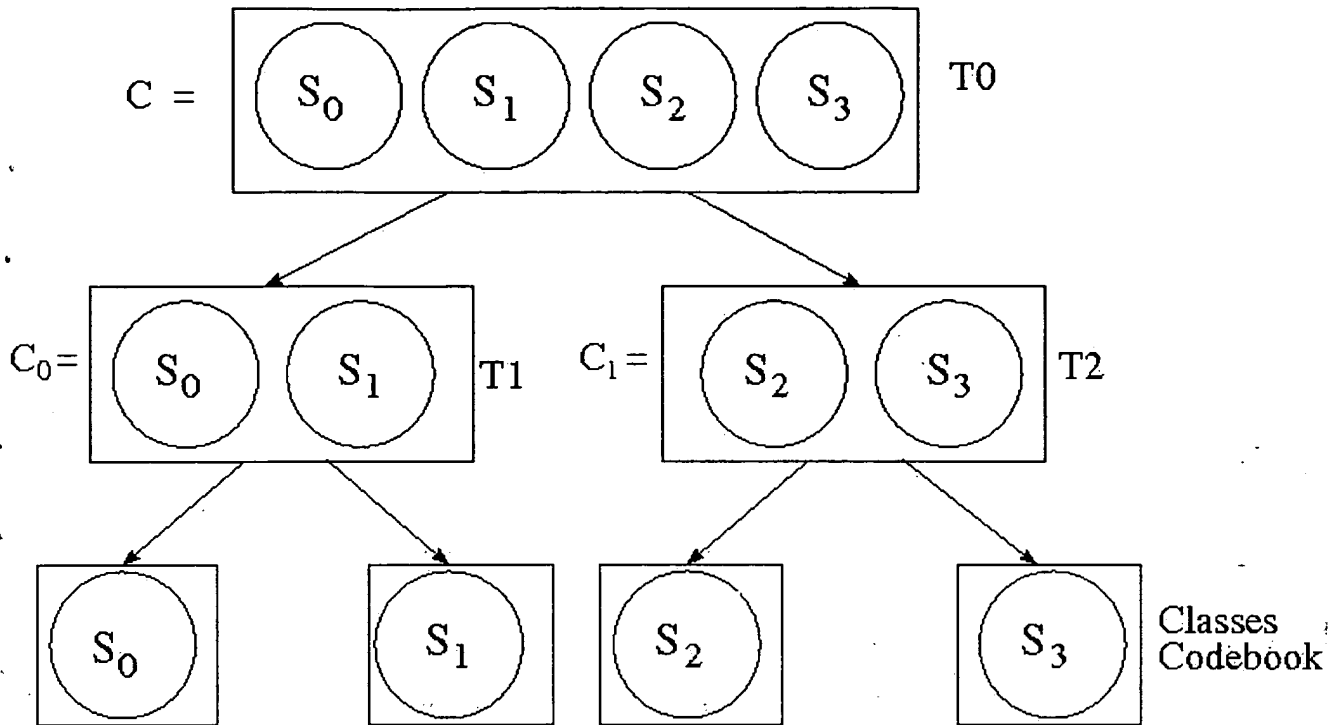 C = S₀ S₁ S₂ S₃ T0
C₀= S₀ S₁ T1 C₁= S₂ S₃ T2
S₀ S₁ S₂ S₃ Classes
Codebook